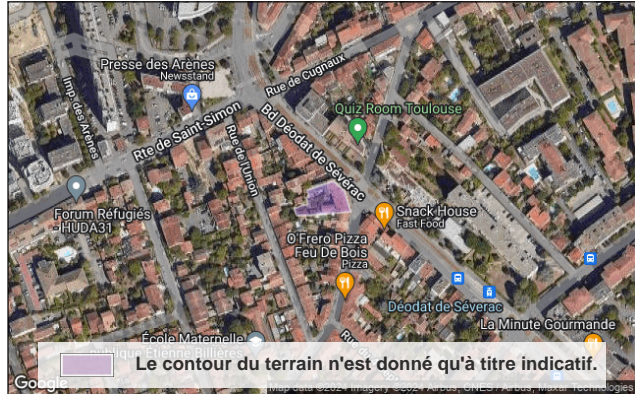 Presse des Arènes
Newsstand
Rue de Cugnaux
Imp. des Arènes
Rte de Saint-Simon
Bd Déodat de Séverac
Quiz Room Toulouse
Rue de l'Union
Forum Réfugiés
- HUDA31
Snack House
Fast Food
O'Frero Pizza
Feu De Bois
Pizza
Déodat de Séverac
La Minute Gourmande
École Maternelle
publique Étienne Billières
Le contour du terrain n'est donné qu'à titre indicatif.
Google
Map data ©2024 Imagery ©2024 Airbus, CNES / Airbus, Maxar Technologies